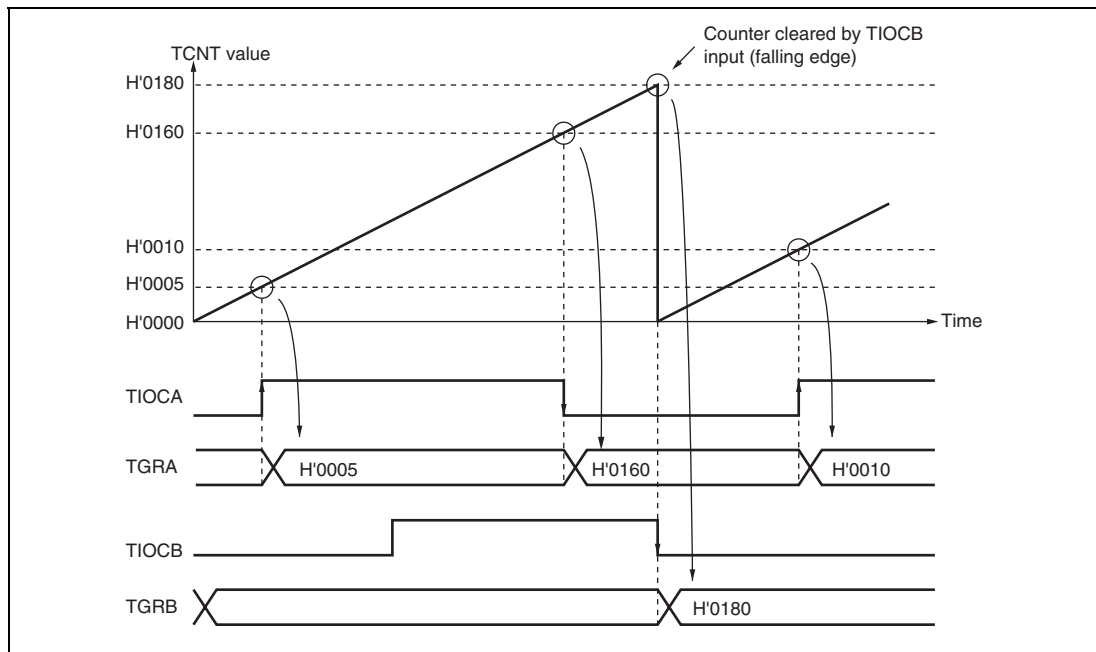 Counter cleared by TIOCB
input (falling edge)
TCNT value
H'0180
H'0160
H'0010
H'0005
H'0000
Time
TIOCA
TGRA
H'0005
H'0160
H'0010
TIOCB
TGRB
H'0180